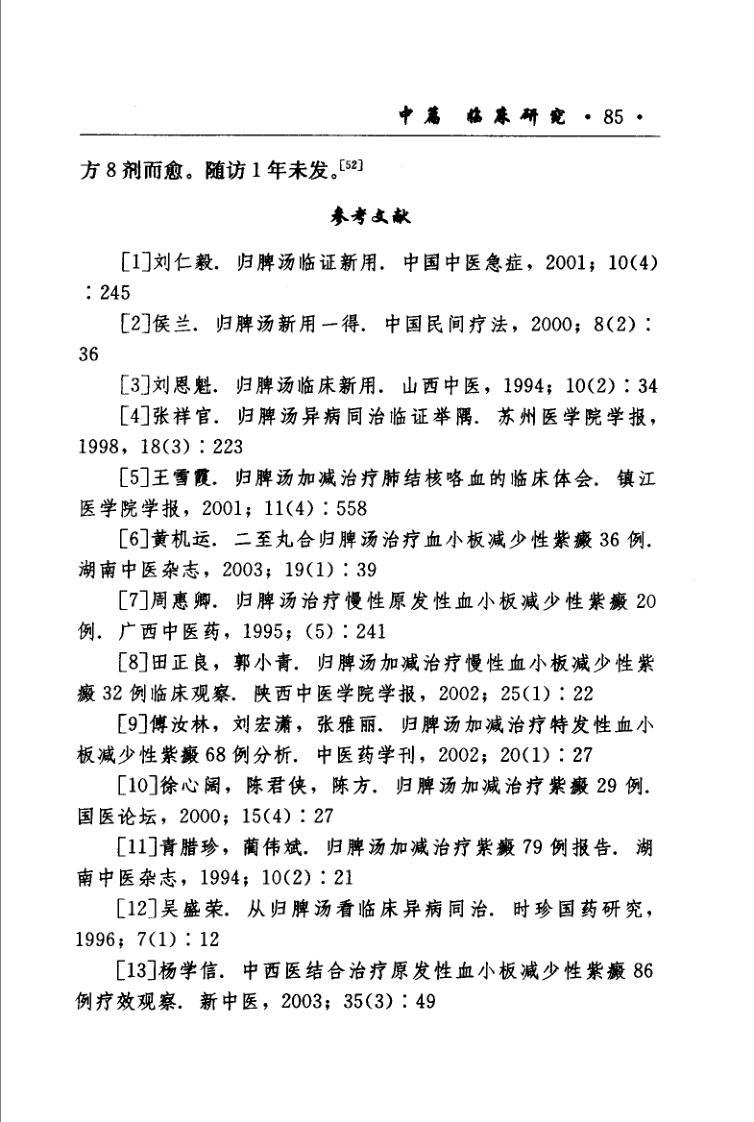 中篇 临床研究 · 85 ·
方8剂而愈。随访1年未发。[52]
参考文献
[1]刘仁毅. 归脾汤临证新用. 中国中医急症，2001；10(4)
：245
[2]侯兰. 归脾汤新用一得. 中国民间疗法，2000；8(2)：
36
[3]刘恩魁. 归脾汤临床新用. 山西中医，1994；10(2)：34
[4]张祥官. 归脾汤异病同治临证举隅. 苏州医学院学报，
1998，18(3)：223
[5]王雪霞. 归脾汤加减治疗肺结核咯血的临床体会. 镇江
医学院学报，2001；11(4)：558
[6]黄机运. 二至丸合归脾汤治疗血小板减少性紫癜36例.
湖南中医杂志，2003；19(1)：39
[7]周惠卿. 归脾汤治疗慢性原发性血小板减少性紫癜20
例. 广西中医药，1995；(5)：241
[8]田正良，郭小青. 归脾汤加减治疗慢性血小板减少性紫
癜32例临床观察. 陕西中医学院学报，2002；25(1)：22
[9]傅汝林，刘宏潇，张雅丽. 归脾汤加减治疗特发性血小
板减少性紫癜68例分析. 中医药学刊，2002；20(1)：27
[10]徐心阔，陈君侠，陈方. 归脾汤加减治疗紫癜29例.
国医论坛，2000；15(4)：27
[11]青腊珍，蔺伟斌. 归脾汤加减治疗紫癜79例报告. 湖
南中医杂志，1994；10(2)：21
[12]吴盛荣. 从归脾汤看临床异病同治. 时珍国药研究，
1996；7(1)：12
[13]杨学信. 中西医结合治疗原发性血小板减少性紫癜86
例疗效观察. 新中医，2003；35(3)：49